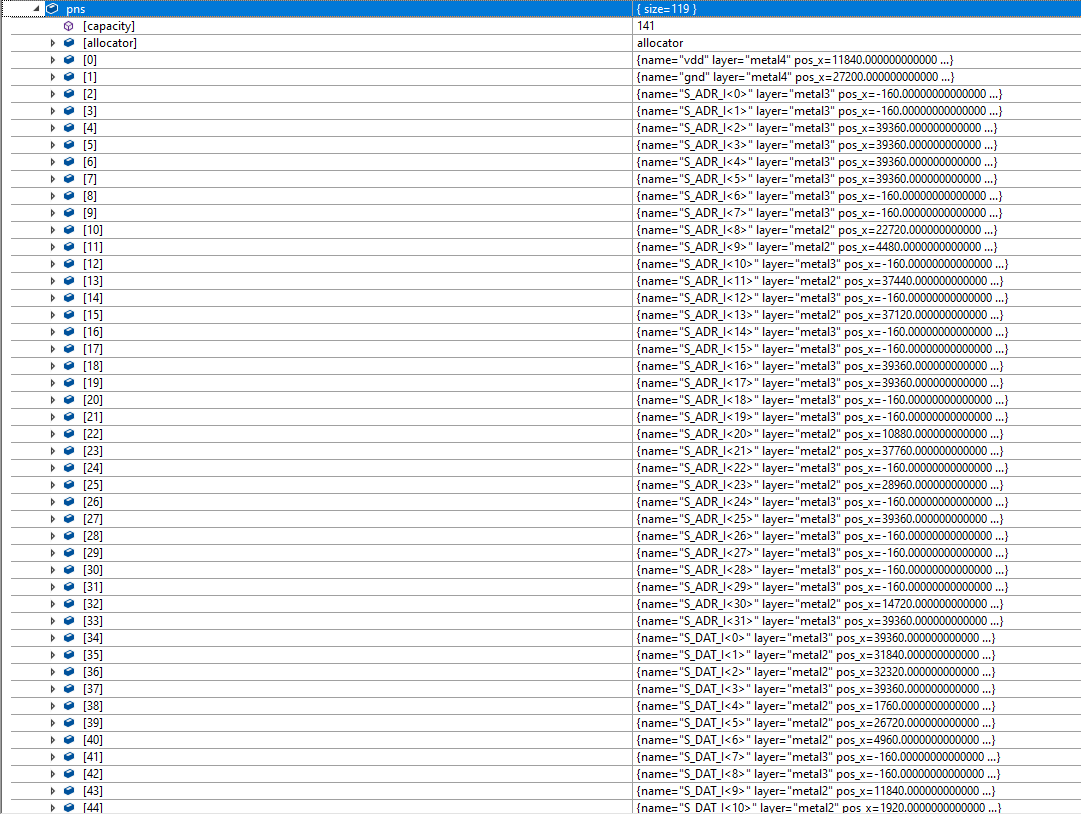 pns { size=119 }
[capacity] 141
[allocator] allocator
[0] {name="vdd" layer="metal4" pos_x=11840.000000000000 ...}
[1] {name="gnd" layer="metal4" pos_x=27200.000000000000 ...}
[2] {name="S_ADR_I<0>" layer="metal3" pos_x=-160.00000000000000 ...}
[3] {name="S_ADR_I<1>" layer="metal3" pos_x=-160.00000000000000 ...}
[4] {name="S_ADR_I<2>" layer="metal3" pos_x=39360.000000000000 ...}
[5] {name="S_ADR_I<3>" layer="metal3" pos_x=39360.000000000000 ...}
[6] {name="S_ADR_I<4>" layer="metal3" pos_x=39360.000000000000 ...}
[7] {name="S_ADR_I<5>" layer="metal3" pos_x=39360.000000000000 ...}
[8] {name="S_ADR_I<6>" layer="metal3" pos_x=-160.00000000000000 ...}
[9] {name="S_ADR_I<7>" layer="metal3" pos_x=-160.00000000000000 ...}
[10] {name="S_ADR_I<8>" layer="metal2" pos_x=22720.000000000000 ...}
[11] {name="S_ADR_I<9>" layer="metal2" pos_x=4480.0000000000000 ...}
[12] {name="S_ADR_I<10>" layer="metal3" pos_x=-160.00000000000000 ...}
[13] {name="S_ADR_I<11>" layer="metal2" pos_x=37440.000000000000 ...}
[14] {name="S_ADR_I<12>" layer="metal3" pos_x=-160.00000000000000 ...}
[15] {name="S_ADR_I<13>" layer="metal2" pos_x=37120.000000000000 ...}
[16] {name="S_ADR_I<14>" layer="metal3" pos_x=-160.00000000000000 ...}
[17] {name="S_ADR_I<15>" layer="metal3" pos_x=-160.00000000000000 ...}
[18] {name="S_ADR_I<16>" layer="metal3" pos_x=39360.000000000000 ...}
[19] {name="S_ADR_I<17>" layer="metal3" pos_x=39360.000000000000 ...}
[20] {name="S_ADR_I<18>" layer="metal3" pos_x=-160.00000000000000 ...}
[21] {name="S_ADR_I<19>" layer="metal3" pos_x=-160.00000000000000 ...}
[22] {name="S_ADR_I<20>" layer="metal2" pos_x=10880.000000000000 ...}
[23] {name="S_ADR_I<21>" layer="metal2" pos_x=37760.000000000000 ...}
[24] {name="S_ADR_I<22>" layer="metal3" pos_x=-160.00000000000000 ...}
[25] {name="S_ADR_I<23>" layer="metal2" pos_x=28960.000000000000 ...}
[26] {name="S_ADR_I<24>" layer="metal3" pos_x=-160.00000000000000 ...}
[27] {name="S_ADR_I<25>" layer="metal3" pos_x=39360.000000000000 ...}
[28] {name="S_ADR_I<26>" layer="metal3" pos_x=-160.00000000000000 ...}
[29] {name="S_ADR_I<27>" layer="metal3" pos_x=-160.00000000000000 ...}
[30] {name="S_ADR_I<28>" layer="metal3" pos_x=-160.00000000000000 ...}
[31] {name="S_ADR_I<29>" layer="metal3" pos_x=-160.00000000000000 ...}
[32] {name="S_ADR_I<30>" layer="metal2" pos_x=14720.000000000000 ...}
[33] {name="S_ADR_I<31>" layer="metal3" pos_x=39360.000000000000 ...}
[34] {name="S_DAT_I<0>" layer="metal3" pos_x=39360.000000000000 ...}
[35] {name="S_DAT_I<1>" layer="metal2" pos_x=31840.000000000000 ...}
[36] {name="S_DAT_I<2>" layer="metal2" pos_x=32320.000000000000 ...}
[37] {name="S_DAT_I<3>" layer="metal3" pos_x=39360.000000000000 ...}
[38] {name="S_DAT_I<4>" layer="metal2" pos_x=1760.0000000000000 ...}
[39] {name="S_DAT_I<5>" layer="metal2" pos_x=26720.000000000000 ...}
[40] {name="S_DAT_I<6>" layer="metal2" pos_x=4960.0000000000000 ...}
[41] {name="S_DAT_I<7>" layer="metal3" pos_x=-160.00000000000000 ...}
[42] {name="S_DAT_I<8>" layer="metal3" pos_x=-160.00000000000000 ...}
[43] {name="S_DAT_I<9>" layer="metal2" pos_x=11840.000000000000 ...}
[44] {name="S_DAT_I<10>" layer="metal2" pos_x=1920.0000000000000 ...}